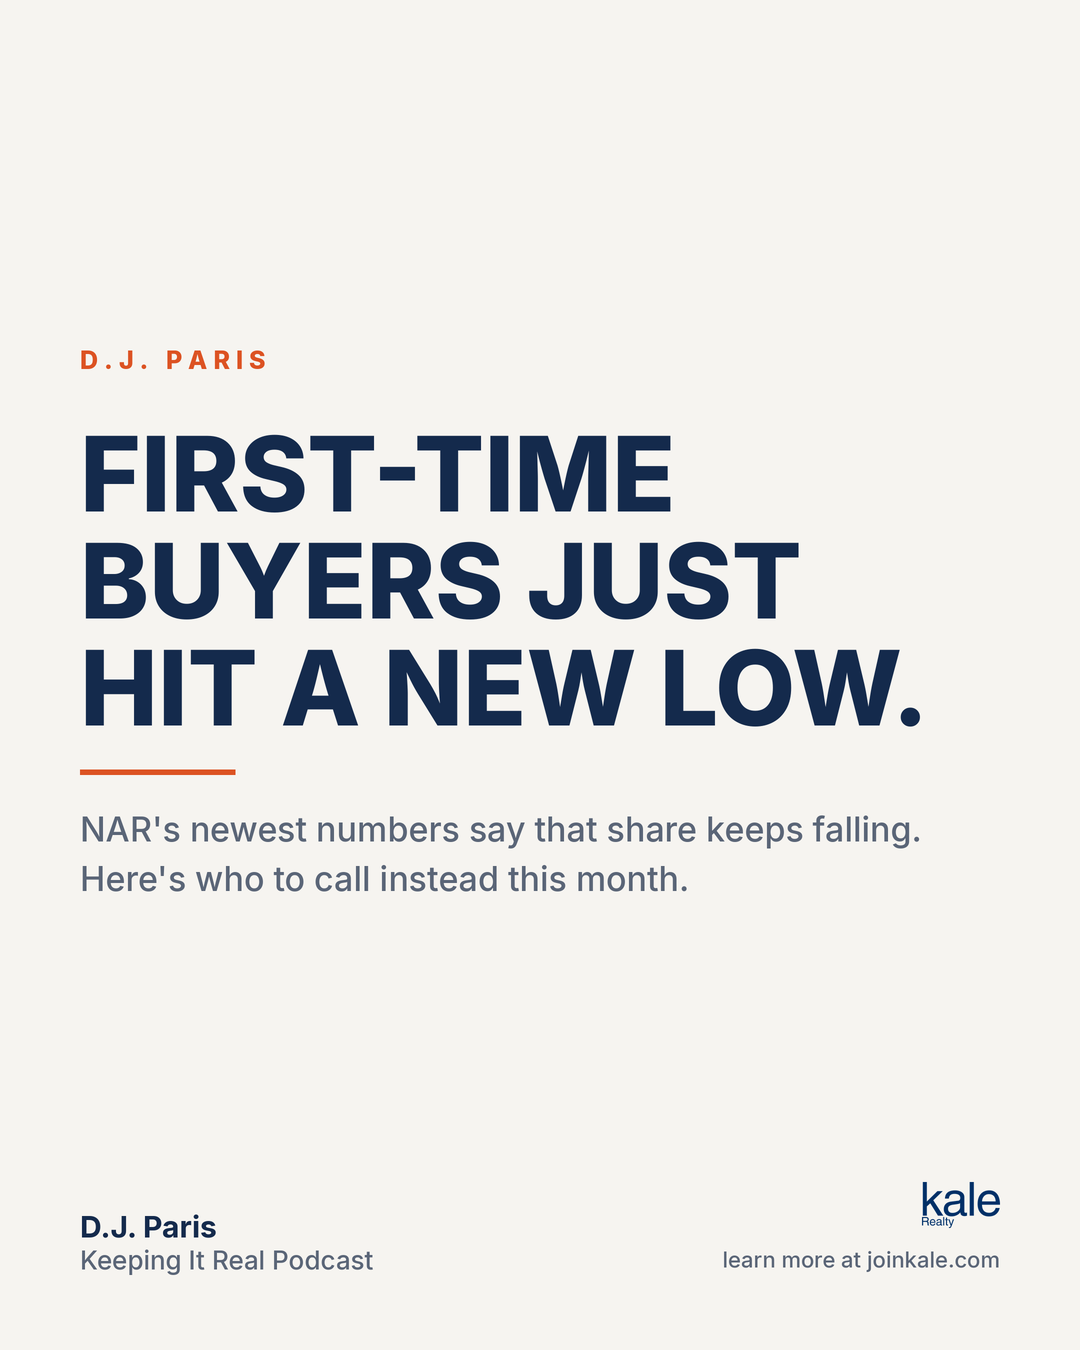 D.J. PARIS
FIRST-TIME
BUYERS JUST
HIT A NEW LOW.
NAR's newest numbers say that share keeps falling.
Here's who to call instead this month.
D.J. Paris
Keeping It Real Podcast
kale
Realty
learn more at joinkale.com